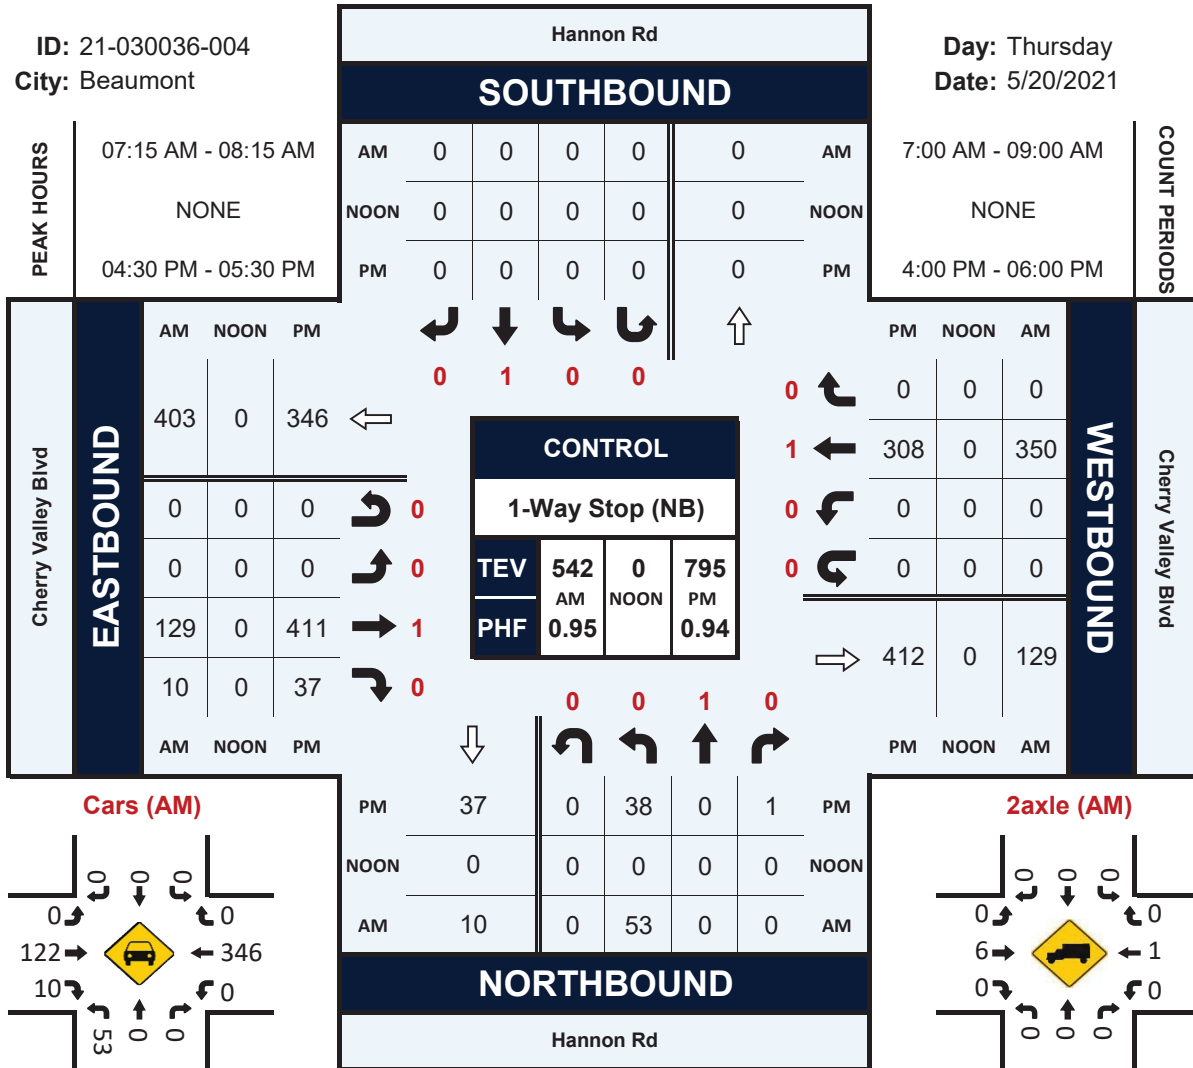 ID: 21-030036-004
City: Beaumont
Hannon Rd
SOUTHBOUND
Day: Thursday
Date: 5/20/2021
PEAK HOURS
07:15 AM - 08:15 AM
NONE
04:30 PM - 05:30 PM
AM 0 0 0 0 0 AM
NOON 0 0 0 0 0 NOON
PM 0 0 0 0 0 PM
7:00 AM - 09:00 AM
NONE
4:00 PM - 06:00 PM
COUNT PERIODS
0 1 0 0
Cherry Valley Blvd
EASTBOUND
AM NOON PM
403 0 346
0 0 0 0
0 0 0 0
129 0 411 1
10 0 37 0
AM NOON PM
CONTROL
1-Way Stop (NB)
TEV 542 0 795
AM NOON PM
PHF 0.95 0.94
PM NOON AM
0 0 0 0
1 308 0 350
0 0 0 0
0 0 0 0
412 0 129
PM NOON AM
WESTBOUND
Cherry Valley Blvd
0 0 1 0
PM 37 0 38 0 1 PM
NOON 0 0 0 0 0 NOON
AM 10 0 53 0 0 AM
NORTHBOUND
Hannon Rd
Cars (AM)
0 0 0
0 0
122 346
10 0
53 0 0
2axle (AM)
0 0 0
0 0
6 1
0 0
0 0 0